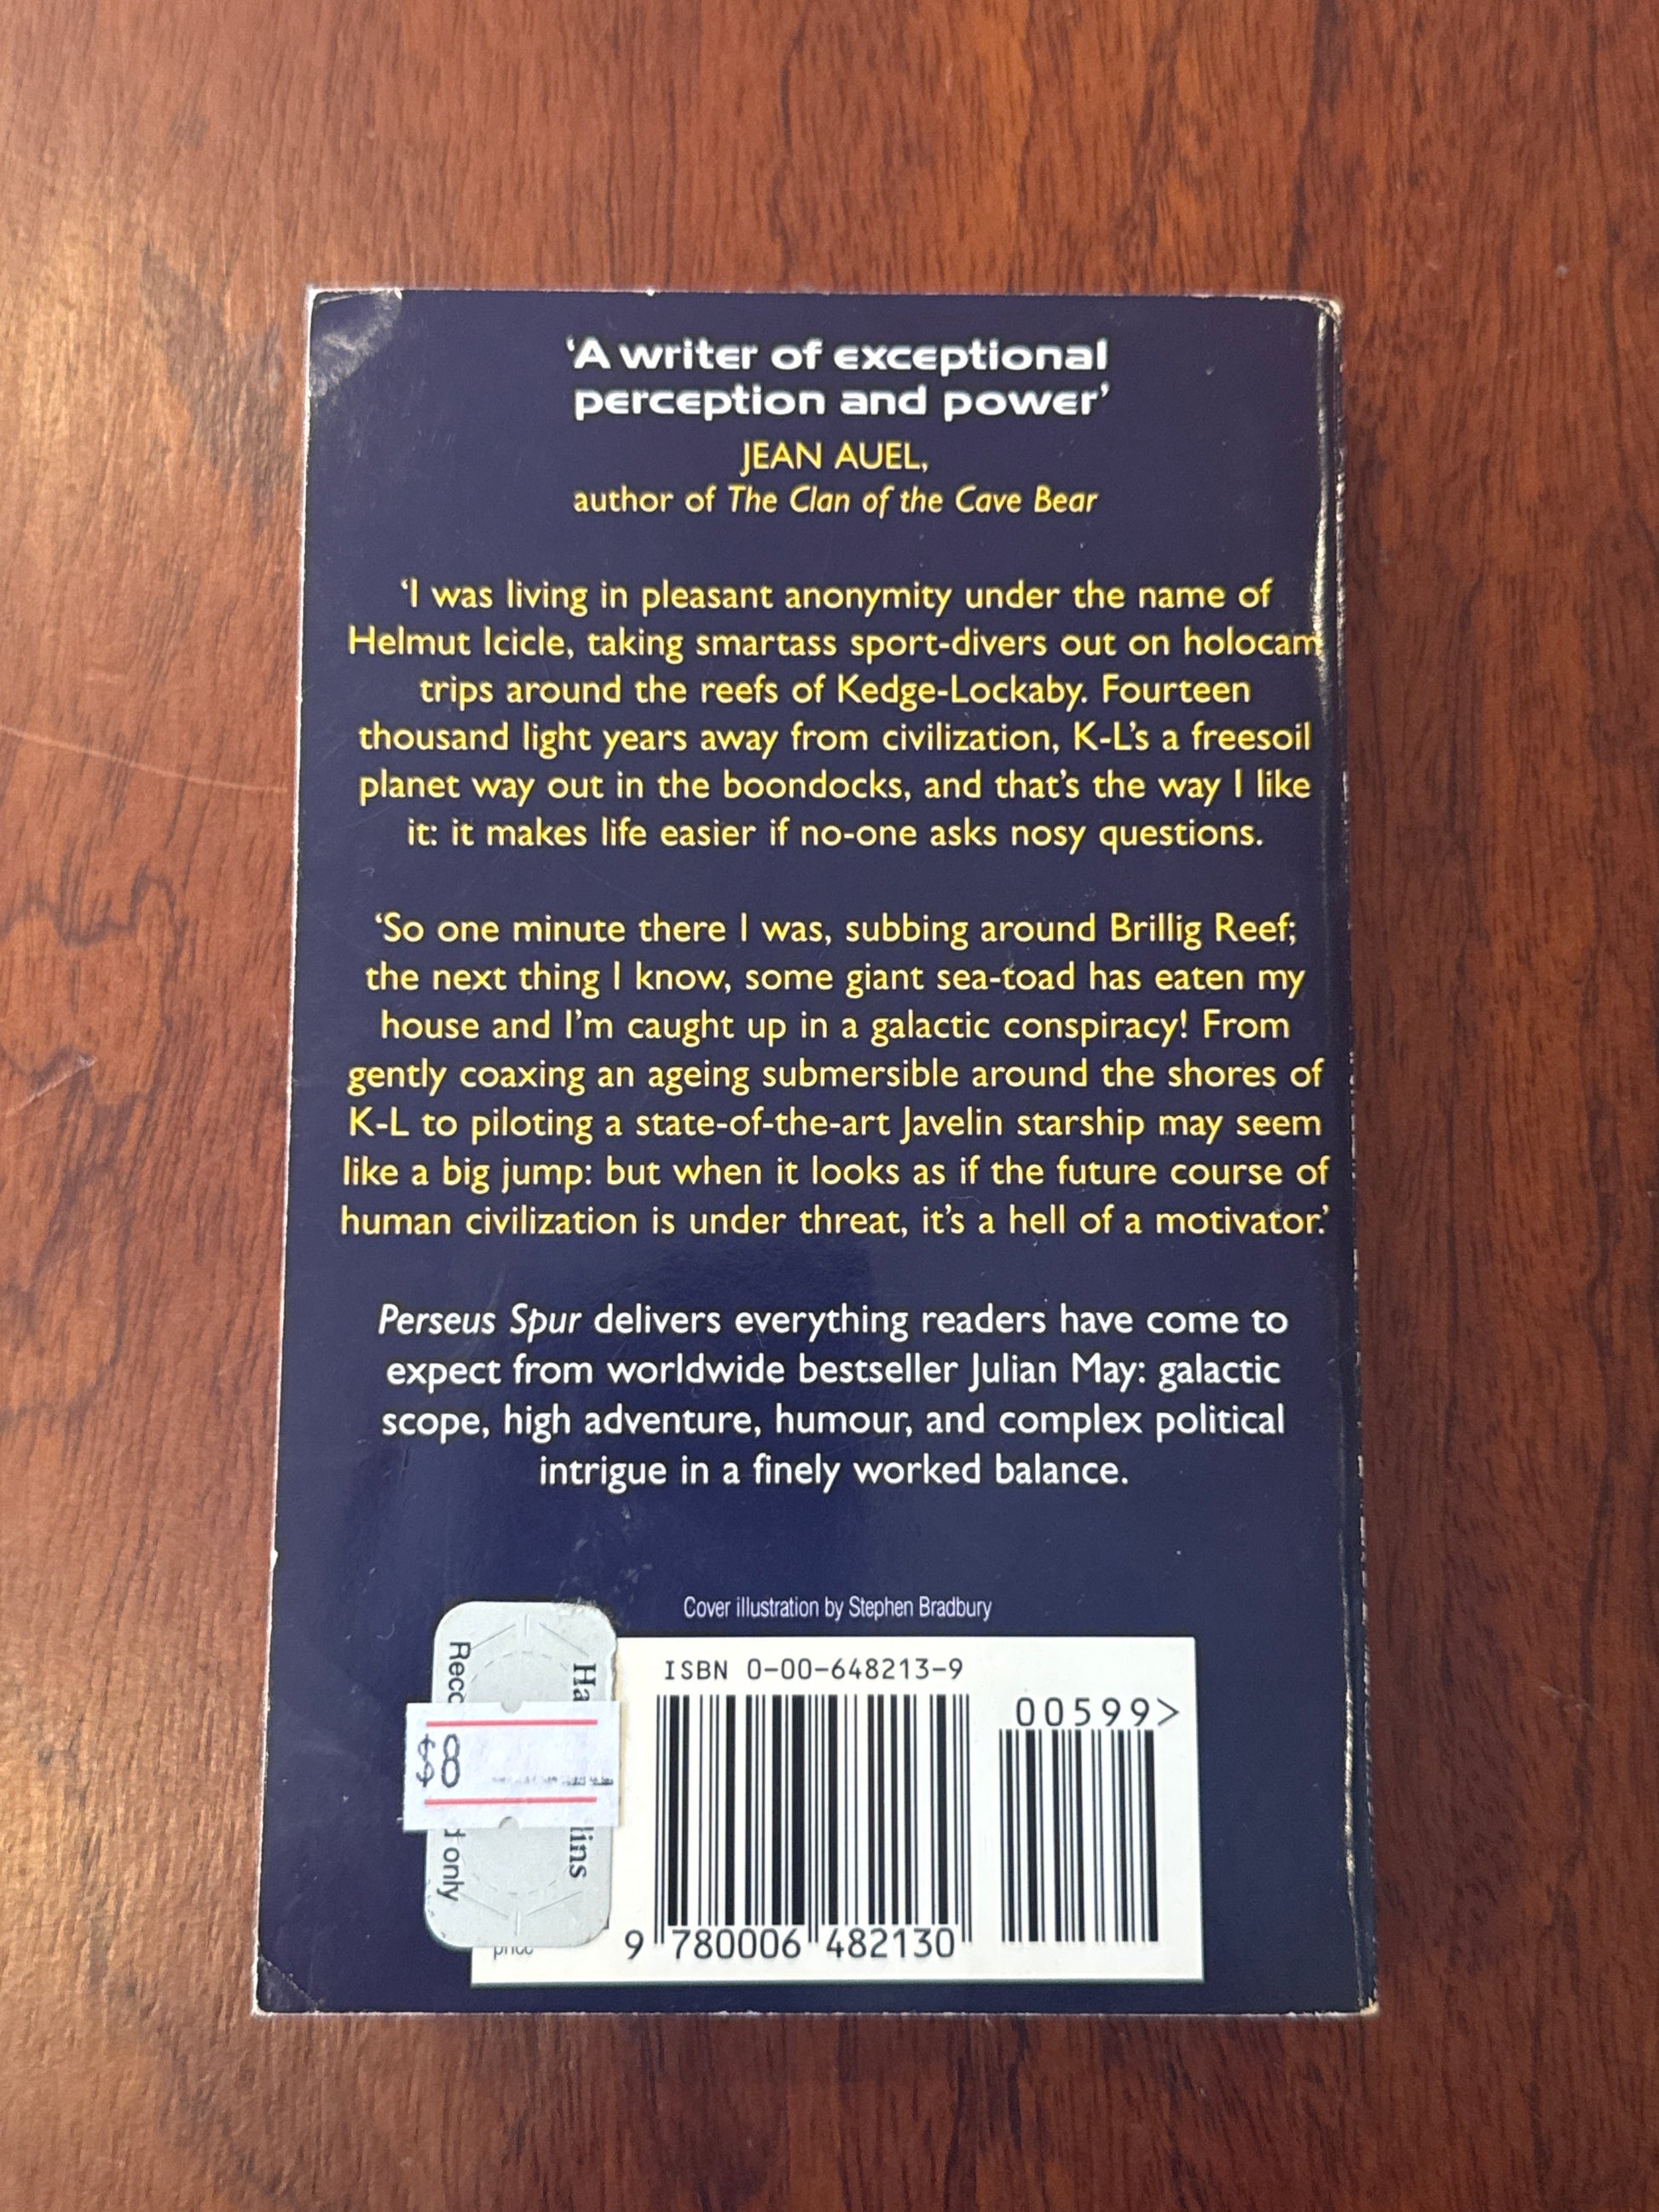 ‘A writer of exceptional
perception and power’
JEAN AUEL,
author of The Clan of the Cave Bear
‘I was living in pleasant anonymity under the name of
Helmut Icicle, taking smartass sport-divers out on holocam
trips around the reefs of Kedge-Lockaby. Fourteen
thousand light years away from civilization, K-L’s a freesoil
planet way out in the boondocks, and that’s the way I like
it: it makes life easier if no-one asks nosy questions.
‘So one minute there I was, subbing around Brillig Reef;
the next thing I know, some giant sea-toad has eaten my
house and I’m caught up in a galactic conspiracy! From
gently coaxing an ageing submersible around the shores of
K-L to piloting a state-of-the-art Javelin starship may seem
like a big jump: but when it looks as if the future course of
human civilization is under threat, it’s a hell of a motivator.’
Perseus Spur delivers everything readers have come to
expect from worldwide bestseller Julian May: galactic
scope, high adventure, humour, and complex political
intrigue in a finely worked balance.
Cover illustration by Stephen Bradbury
ISBN 0-00-648213-9
00599>
9 780006 482130
$8
only
price